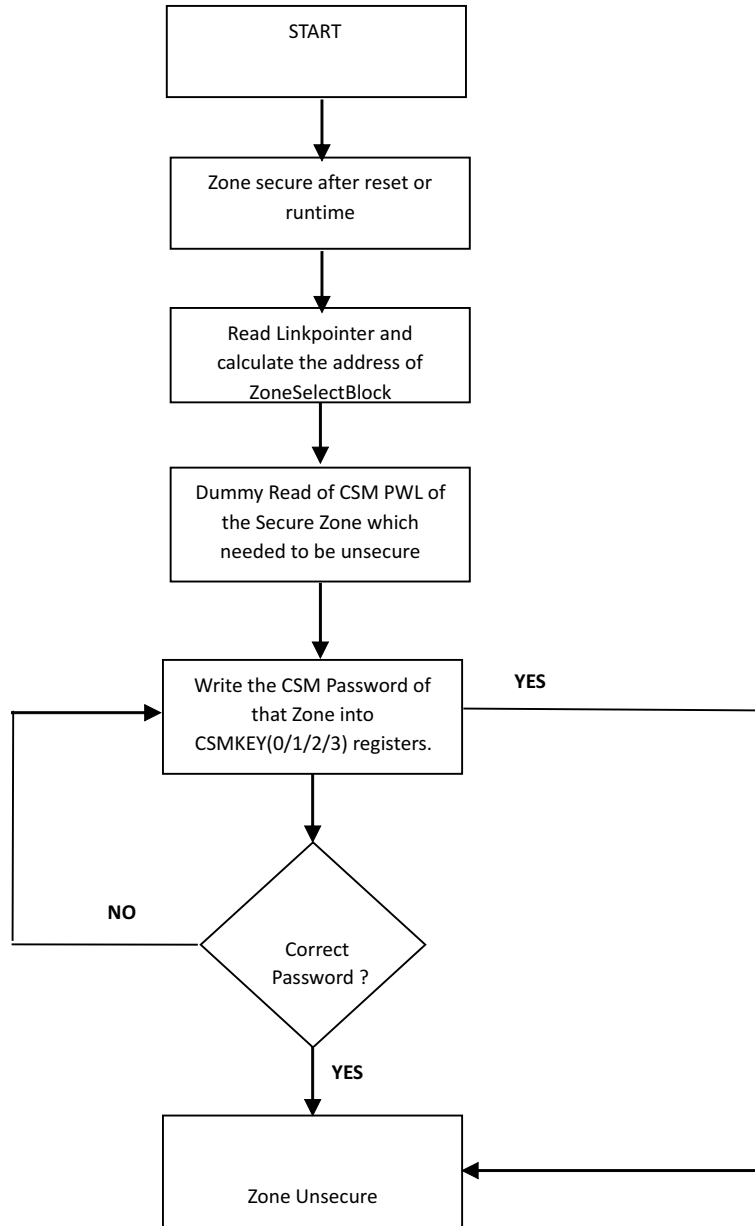 START
Zone secure after reset or
runtime
Read Linkpointer and
calculate the address of
ZoneSelectBlock
Dummy Read of CSM PWL of
the Secure Zone which
needed to be unsecure
Write the CSM Password of
that Zone into
CSMKEY(0/1/2/3) registers.
YES
NO
Correct
Password ?
YES
Zone Unsecure